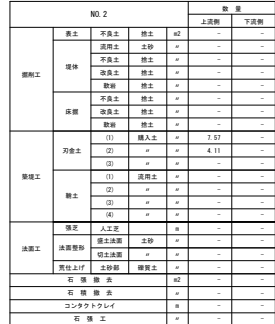 NO. 2 数 量
上流側 下流側
掘削工 表土 不良土 捨土 m2 - -
堤体 流用土 土砂 〃 - -
不良土 捨土 〃 - -
改良土 捨土 〃 - -
軟岩 捨土 〃 - -
床掘 不良土 捨土 〃 - -
改良土 捨土 〃 - -
軟岩 捨土 〃 - -
築堤工 刃金土 (1) 購入土 〃 7.57 -
(2) 〃 〃 4.11 -
(3) 〃 〃 - -
鞘土 (1) 流用土 〃 - -
(2) 〃 〃 - -
(3) 〃 〃 - -
(4) 〃 〃 - -
法面工 張芝 人工芝 m - -
法面整形 盛土法面 土砂 〃 - -
切土法面 〃 〃 - -
荒仕上げ 土砂部 礫質土 〃 - -
石 張 撤 去 m2 - -
石 積 撤 去 〃 - -
コンタクトクレイ m - -
石 張 工 〃 - -